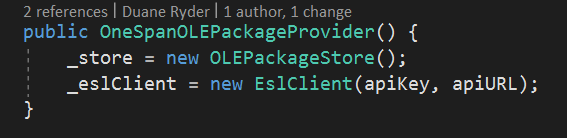 2 references | Duane Ryder | 1 author, 1 change
public OneSpanOLEPackageProvider() {
    _store = new OLEPackageStore();
    _eslClient = new EslClient(apiKey, apiURL);
}